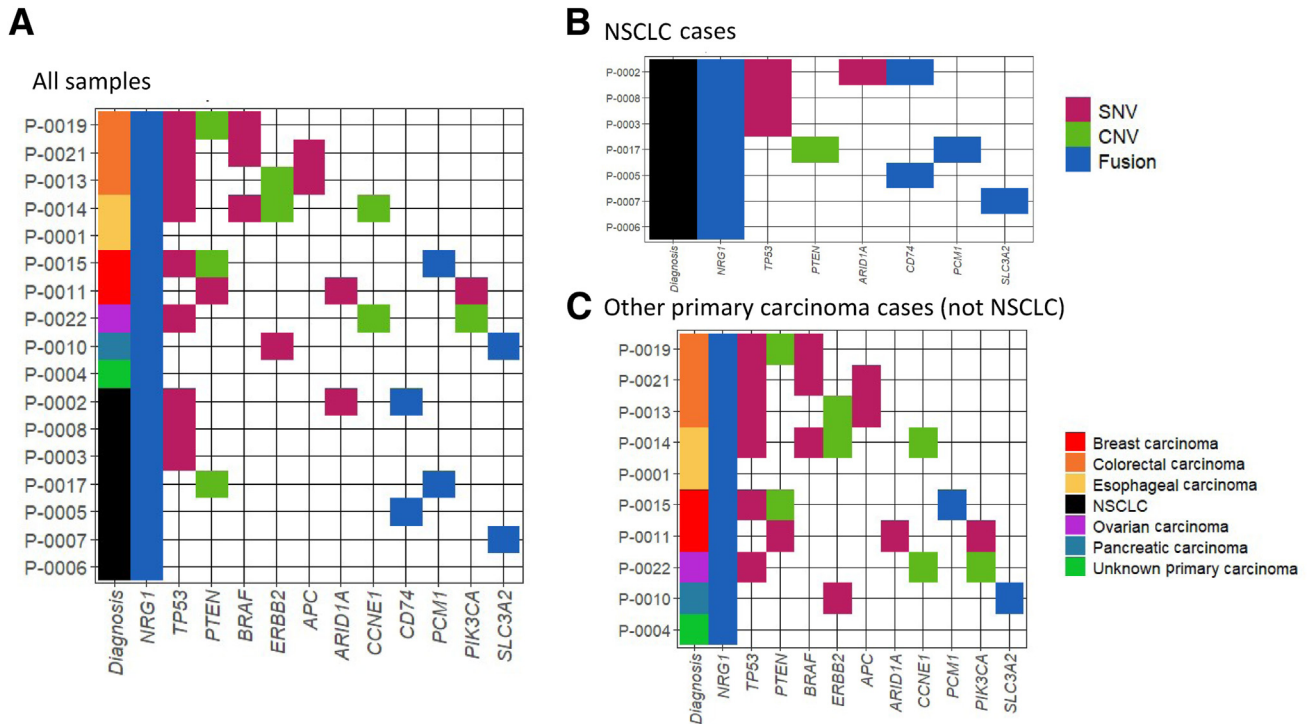 A
All samples
P-0019
P-0021
P-0013
P-0014
P-0001
P-0015
P-0011
P-0022
P-0010
P-0004
P-0002
P-0008
P-0003
P-0017
P-0005
P-0007
P-0006
Diagnosis
NRG1
TP53
PTEN
BRAF
ERBB2
APC
ARID1A
CCNE1
CD74
PCM1
PIK3CA
SLC3A2
B
NSCLC cases
P-0002
P-0008
P-0003
P-0017
P-0005
P-0007
P-0006
Diagnosis
NRG1
TP53
PTEN
ARID1A
CD74
PCM1
SLC3A2
SNV
CNV
Fusion
C
Other primary carcinoma cases (not NSCLC)
P-0019
P-0021
P-0013
P-0014
P-0001
P-0015
P-0011
P-0022
P-0010
P-0004
Diagnosis
NRG1
TP53
PTEN
BRAF
ERBB2
APC
ARID1A
CCNE1
PCM1
PIK3CA
SLC3A2
Breast carcinoma
Colorectal carcinoma
Esophageal carcinoma
NSCLC
Ovarian carcinoma
Pancreatic carcinoma
Unknown primary carcinoma